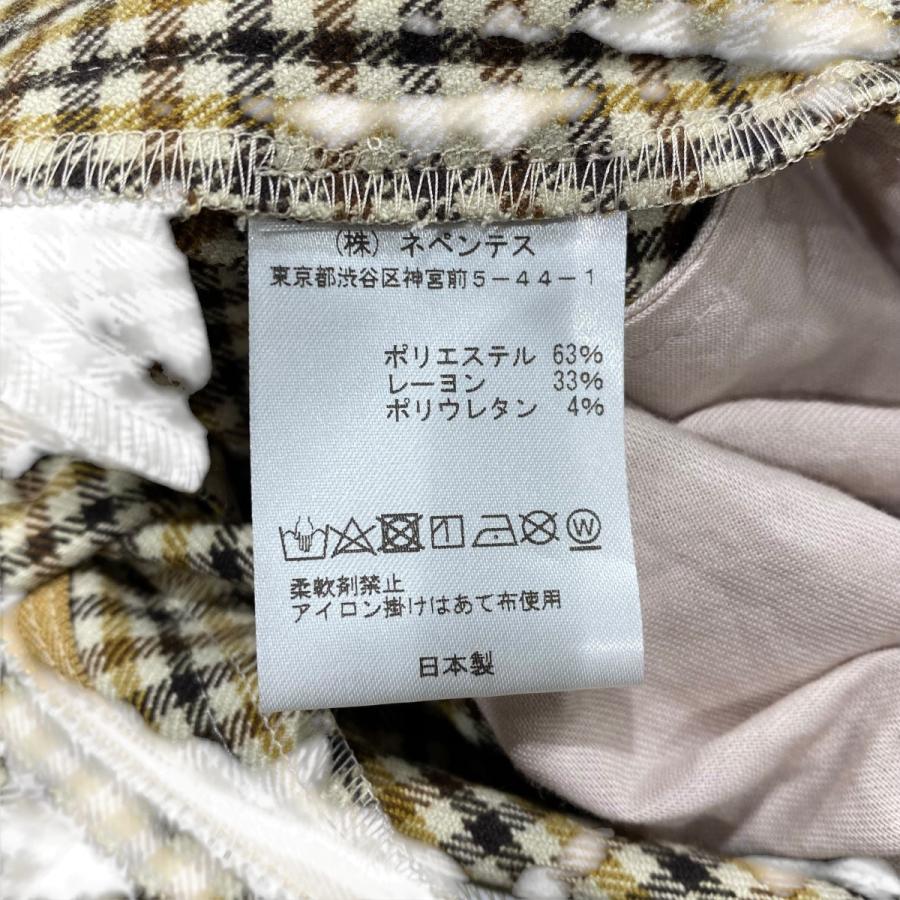 （株）ネペンテス
東京都渋谷区神宮前５－４４－１
ポリエステル 63%
レーヨン 33%
ポリウレタン 4%
W
柔軟剤禁止
アイロン掛けはあて布使用
日本製